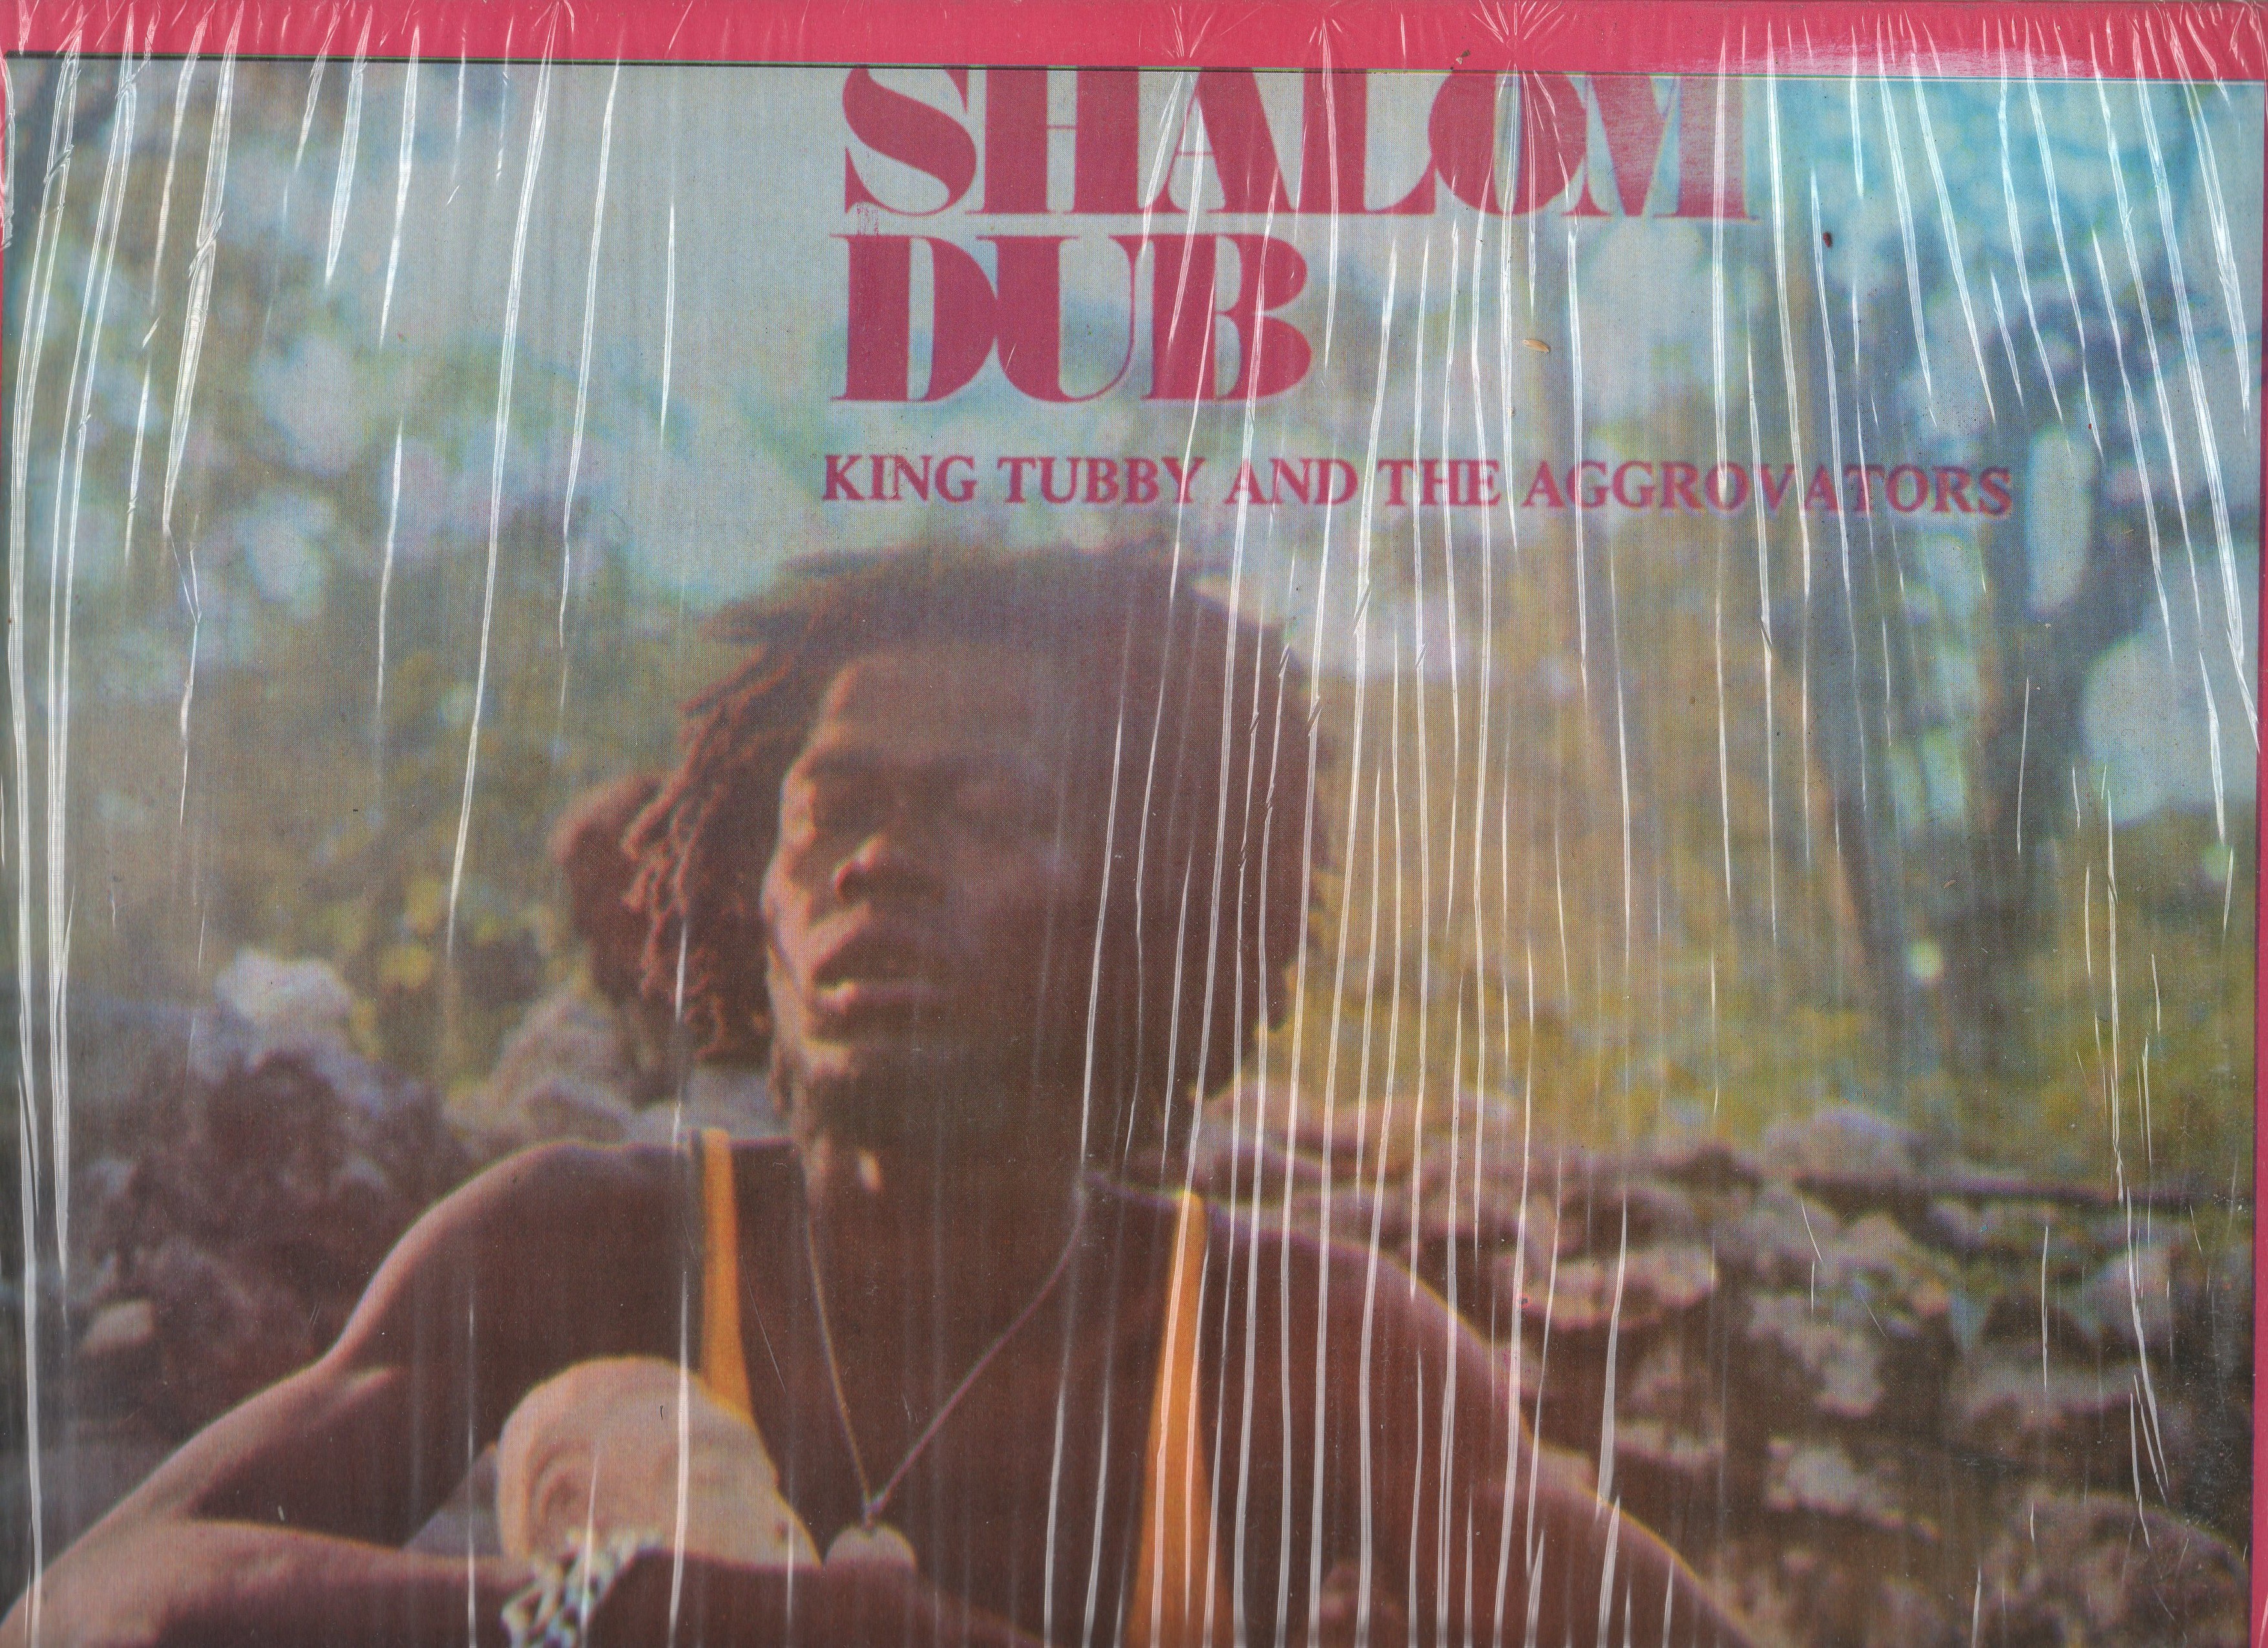 SHALOM
DUB
KING TUBBY AND THE AGGROVATORS